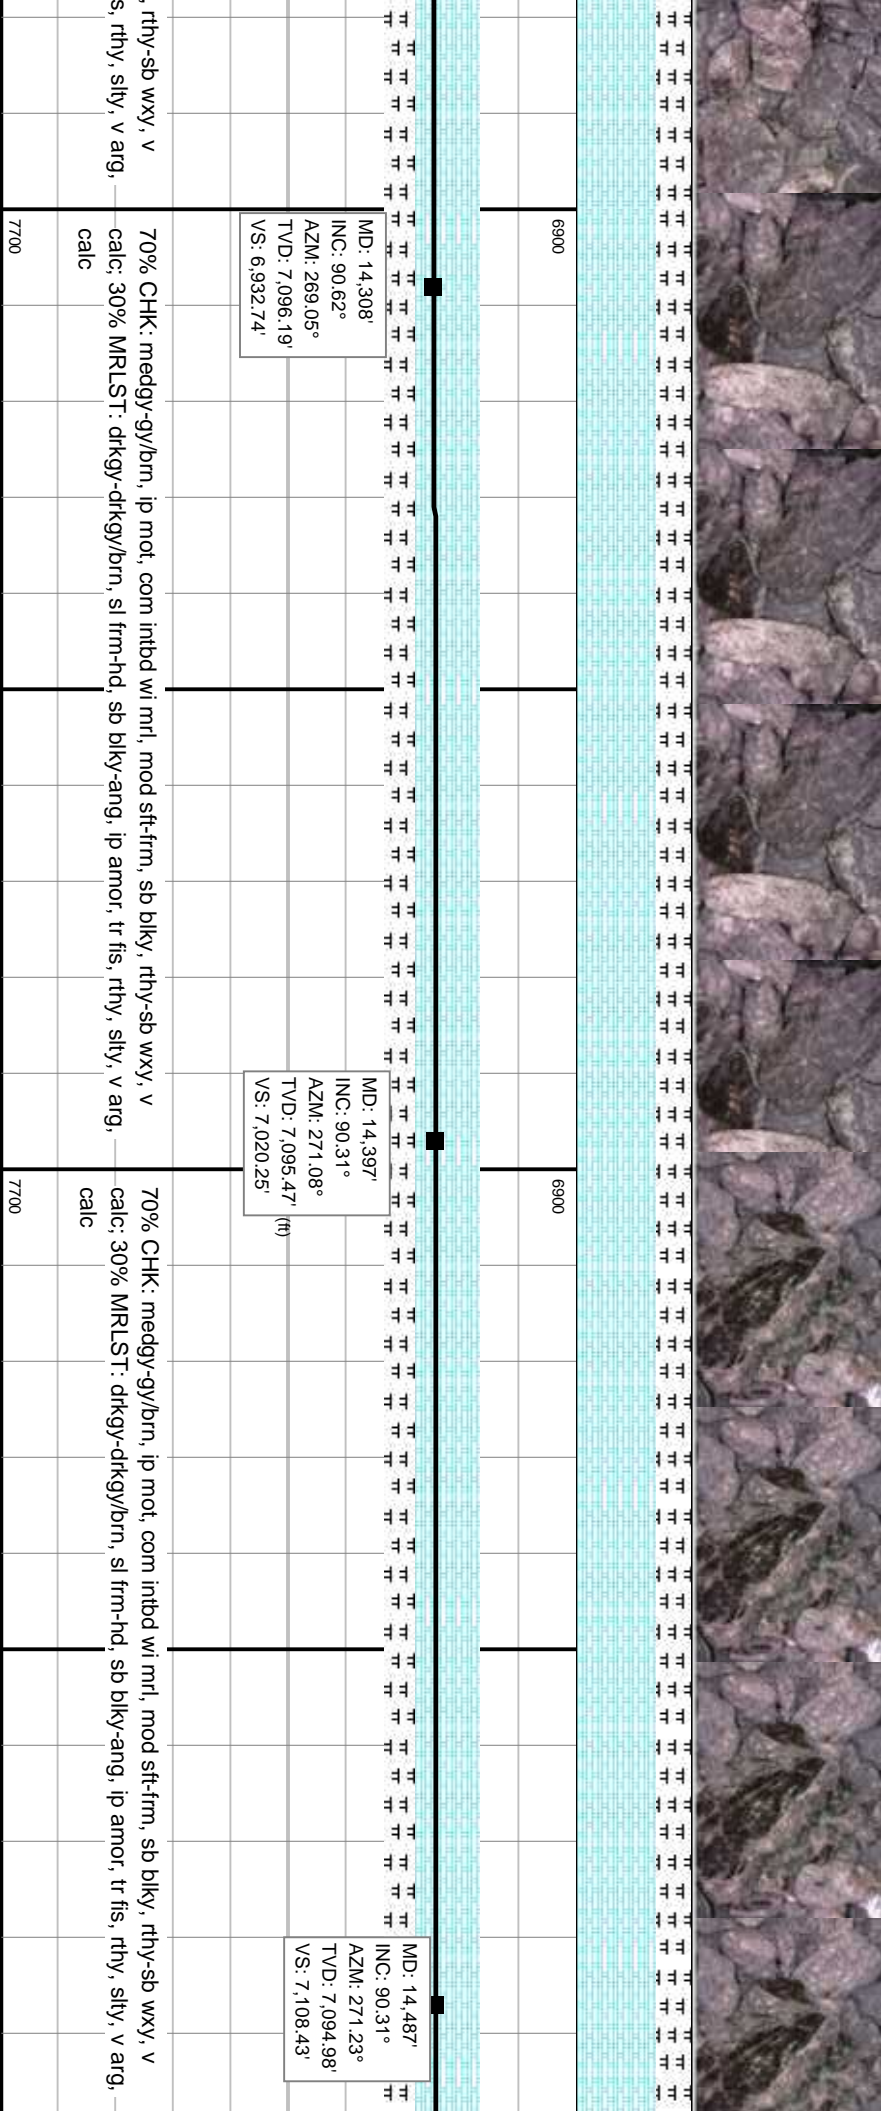 , rthy-sb wxy, v
s, rthy, slty, v arg,
6900
MD: 14,308'
INC: 90.62°
AZM: 269.05°
TVD: 7,096.19'
VS: 6,932.74'
70% CHK: medgy-gy/brn, ip mot, com intbd wi mrl, mod sft-frm, sb blky, rthy-sb wxy, v
calc; 30% MRLST: drkgy-drkgy/brn, sl frm-hd, sb blky-ang, ip amor, tr fis, rthy, slty, v arg,
calc
7700
MD: 14,397'
INC: 90.31°
AZM: 271.08°
TVD: 7,095.47'
VS: 7,020.25'
6900
(ft)
70% CHK: medgy-gy/brn, ip mot, com intbd wi mrl, mod sft-frm, sb blky, rthy-sb wxy, v
calc; 30% MRLST: drkgy-drkgy/brn, sl frm-hd, sb blky-ang, ip amor, tr fis, rthy, slty, v arg,
calc
7700
MD: 14,487'
INC: 90.31°
AZM: 271.23°
TVD: 7,094.98'
VS: 7,108.43'